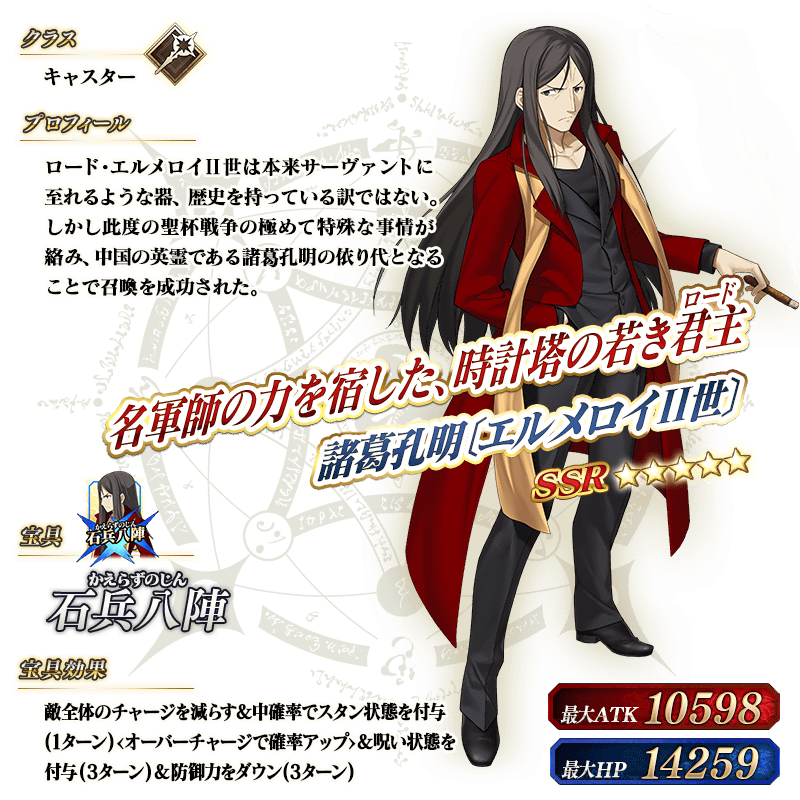 クラス
キャスター
プロフィール
ロード・エルメロイⅡ世は本来サーヴァントに
至れるような器、歴史を持っている訳ではない。
しかし此度の聖杯戦争の極めて特殊な事情が
絡み、中国の英霊である諸葛孔明の依り代となる
ことで召喚を成功された。
ロード
名軍師の力を宿した、時計塔の若き君主
諸葛孔明〔エルメロイⅡ世〕
SSR ★★★★★
宝具
かえらずのじん
石兵八陣
かえらずのじん
石兵八陣
宝具効果
敵全体のチャージを減らす&中確率でスタン状態を付与
(1ターン)<オーバーチャージで確率アップ>&呪い状態を
付与(3ターン)&防御力をダウン(3ターン)
最大ATK 10598
最大HP 14259